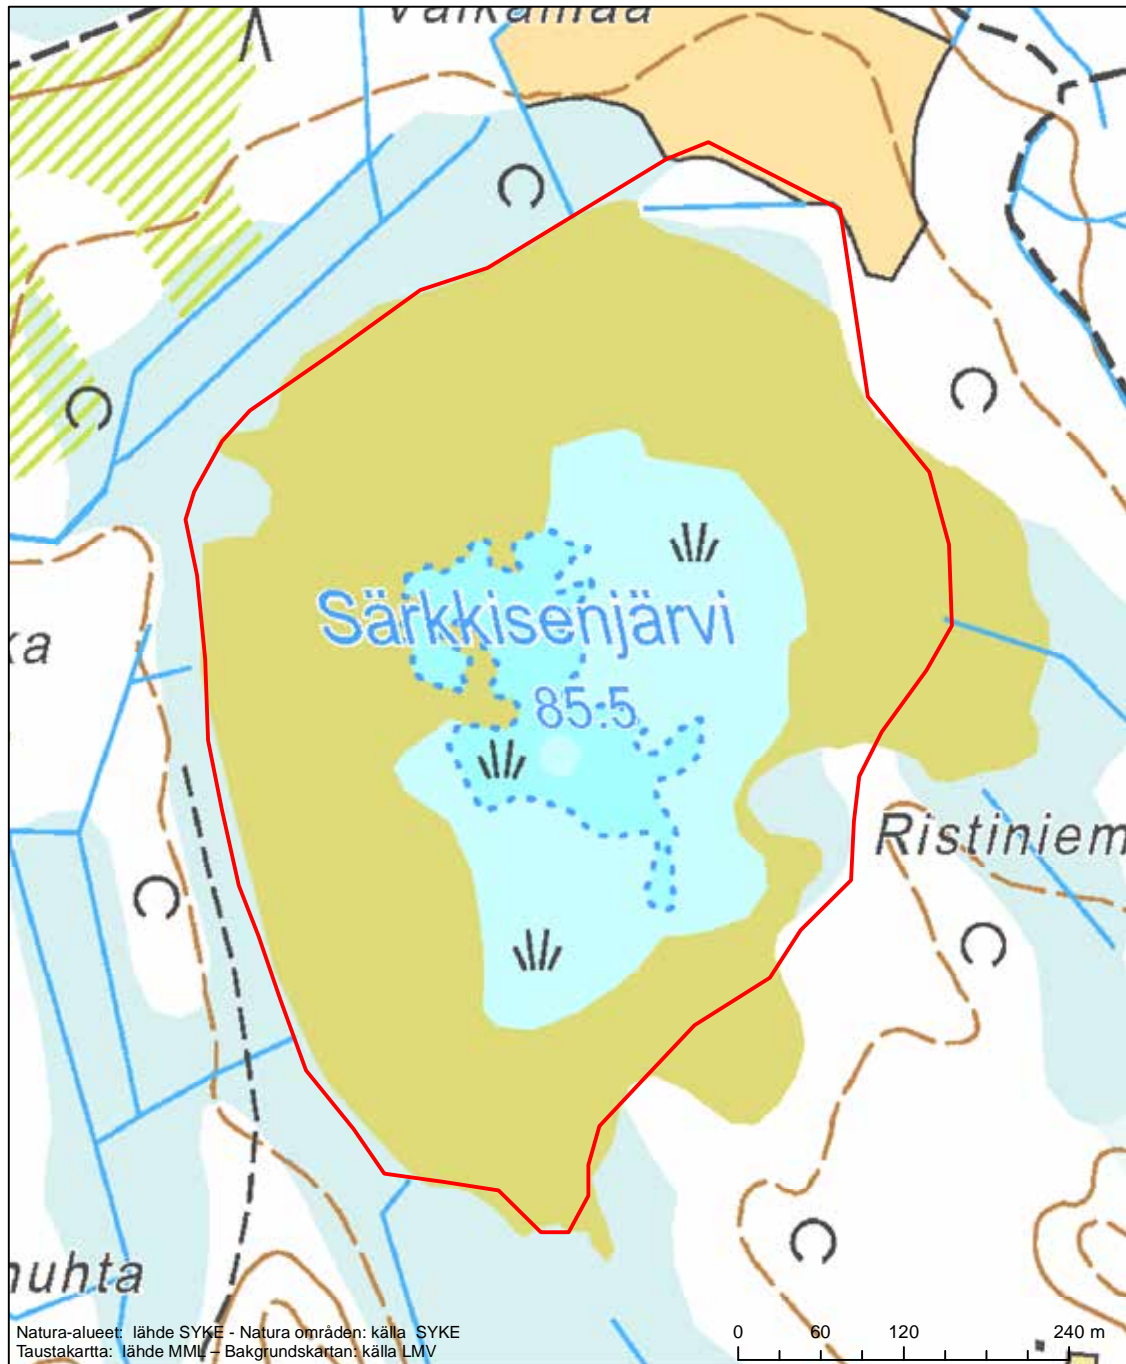 Särkkisenjärvi
85.5
Natura-alueet: lähde SYKE - Natura områden: källa SYKE
Taustakartta: lähde MML – Bakgrundskartan: källa LMV
0 60 120 240 m